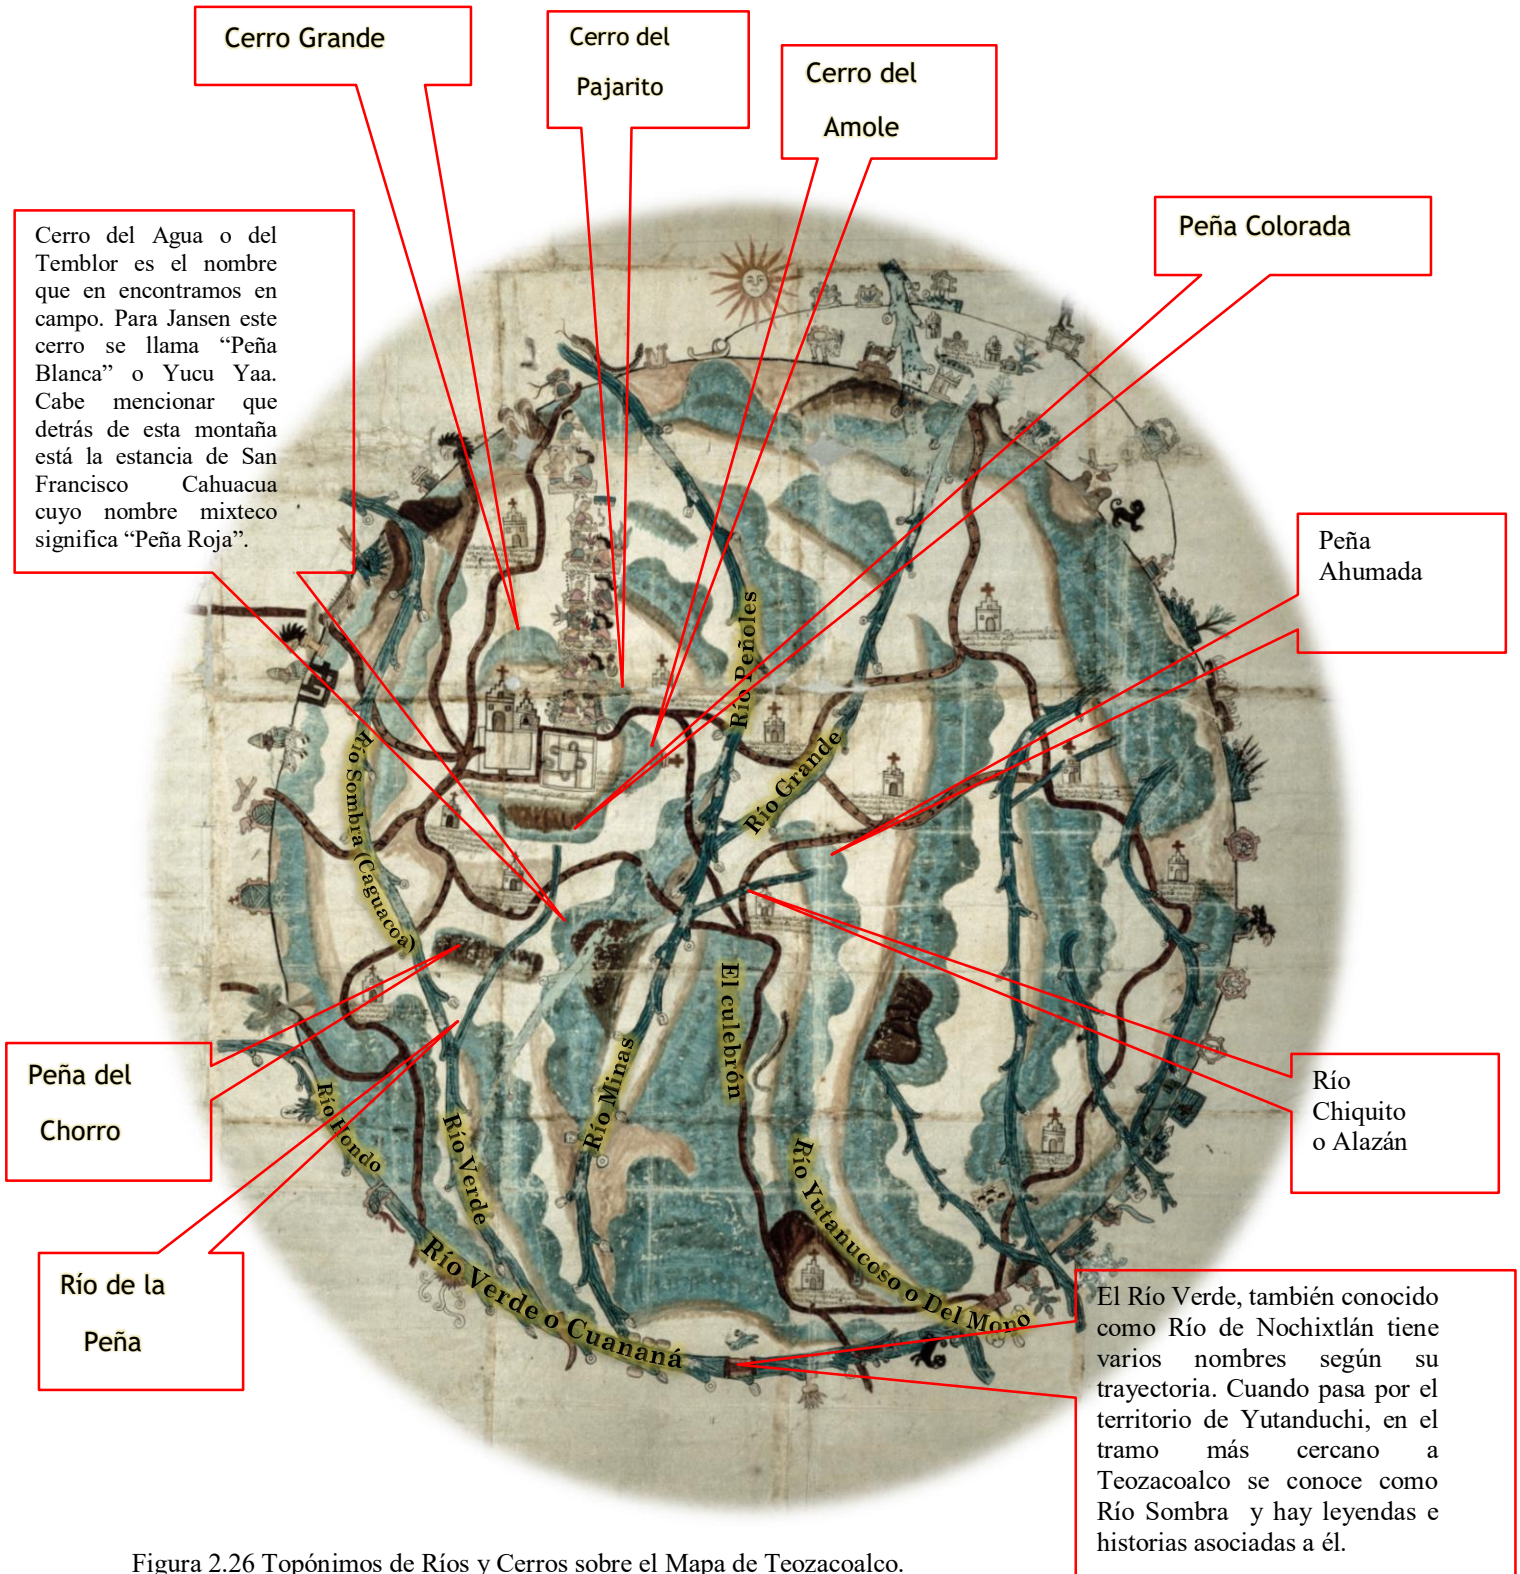 Cerro Grande
Cerro del
Pajarito
Cerro del
Amole
Peña Colorada
Cerro del Agua o del
Temblor es el nombre
que en encontramos en
campo. Para Jansen este
cerro se llama “Peña
Blanca” o Yucu Yaa.
Cabe mencionar que
detrás de esta montaña
está la estancia de San
Francisco Cahuacua
cuyo nombre mixteco
significa “Peña Roja”.
Peña
Ahumada
Río Peñoles
Río Grande
Río Sombra (Caguacoa)
El culebrón
Río Minas
Río Hondo
Río Verde
Río Yutanucoso o Del Mono
Río Verde o Cuananá
Peña del
Chorro
Río
Chiquito
o Alazán
Río de la
Peña
El Río Verde, también conocido
como Río de Nochixtlán tiene
varios nombres según su
trayectoria. Cuando pasa por el
territorio de Yutanduchi, en el
tramo más cercano a
Teozacoalco se conoce como
Río Sombra y hay leyendas e
historias asociadas a él.
Figura 2.26 Topónimos de Ríos y Cerros sobre el Mapa de Teozacoalco.